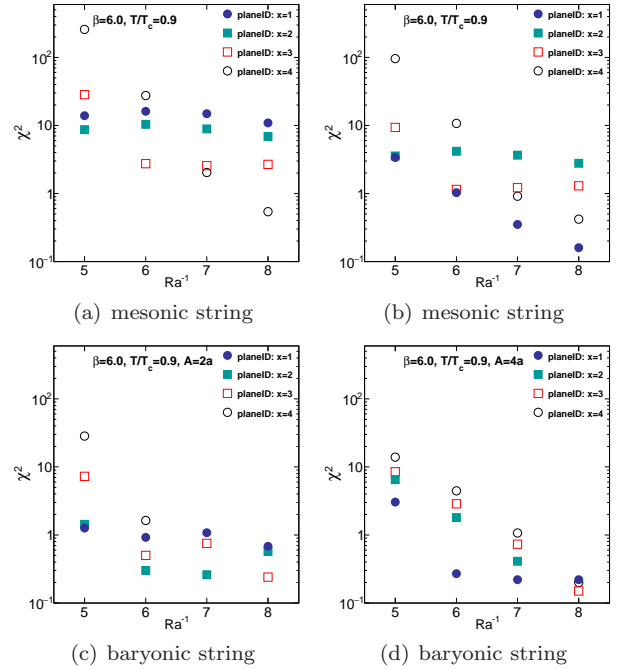 β=6.0, T/Tc=0.9
planeID: x=1
planeID: x=2
planeID: x=3
planeID: x=4
χ²
10²
10
1
10⁻¹
5 6 7 8
Ra⁻¹
(a) mesonic string
β=6.0, T/Tc=0.9
planeID: x=1
planeID: x=2
planeID: x=3
planeID: x=4
χ²
10²
10
1
10⁻¹
5 6 7 8
Ra⁻¹
(b) mesonic string
β=6.0, T/Tc=0.9, A=2a
planeID: x=1
planeID: x=2
planeID: x=3
planeID: x=4
χ²
10²
10
1
10⁻¹
5 6 7 8
Ra⁻¹
(c) baryonic string
β=6.0, T/Tc=0.9, A=4a
planeID: x=1
planeID: x=2
planeID: x=3
planeID: x=4
χ²
10²
10
1
10⁻¹
5 6 7 8
Ra⁻¹
(d) baryonic string